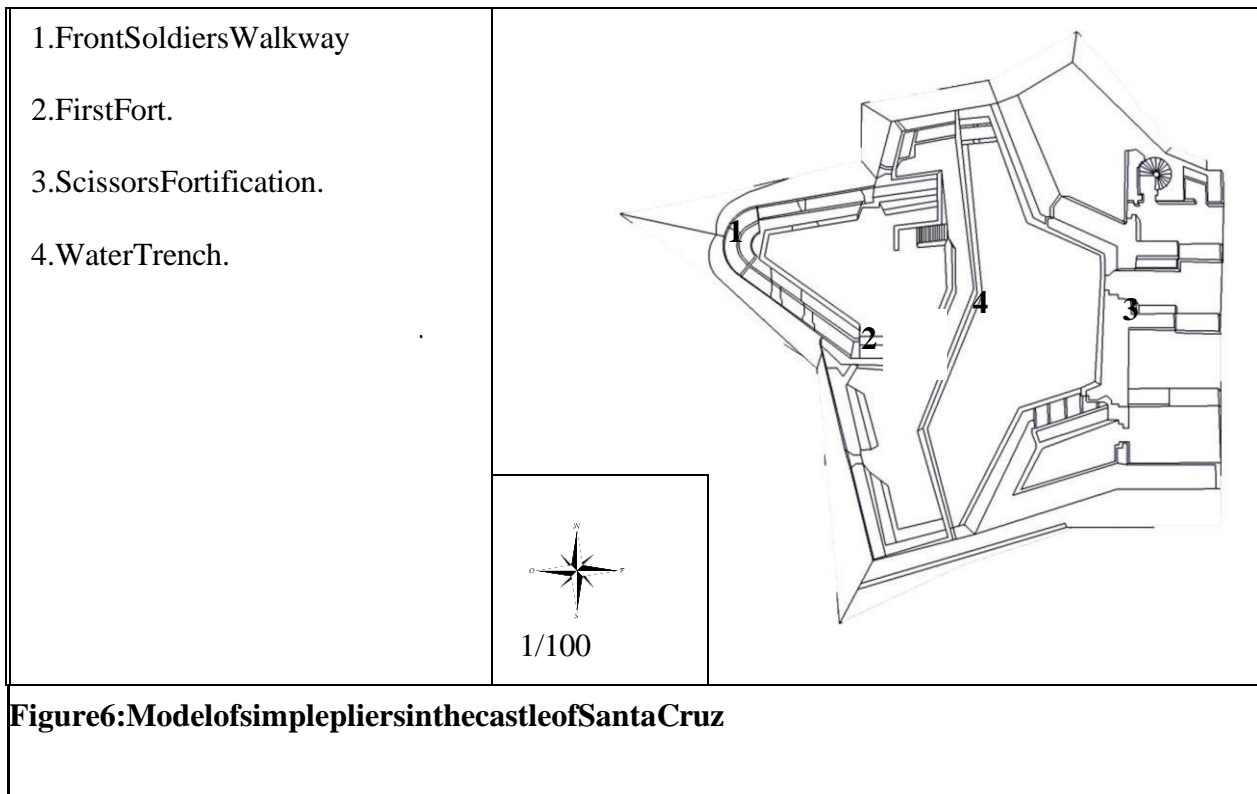 1.FrontSoldiersWalkway
2.FirstFort.
3.ScissorsFortification.
4.WaterTrench.
.
1
2
3
4
N
O
E
S
1/100
Figure6:ModelofsimplepliersinthecastleofSantaCruz